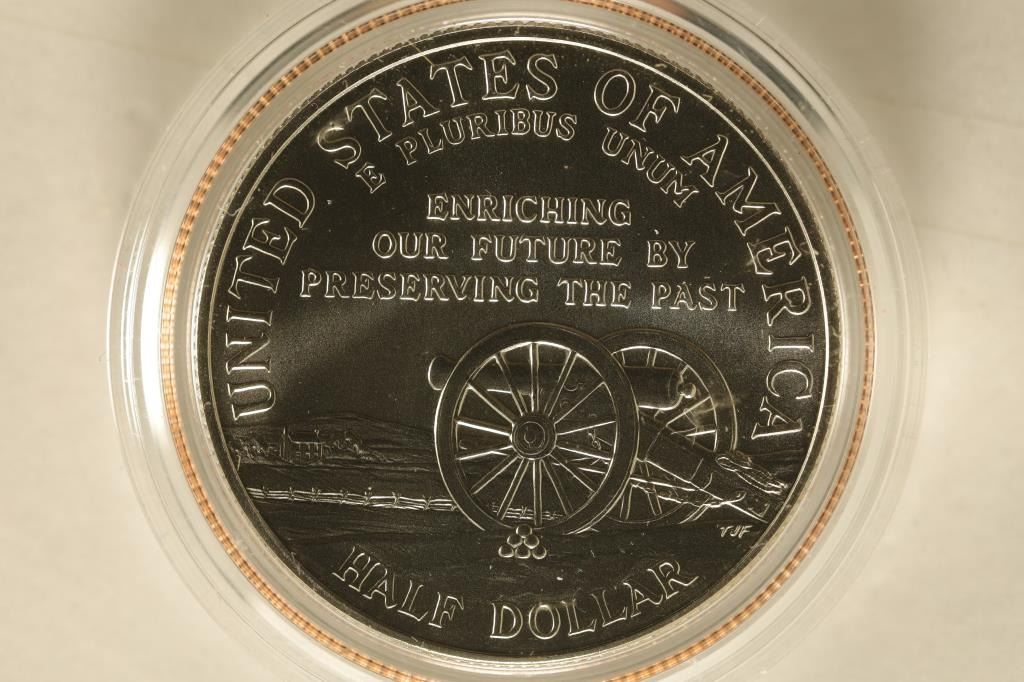 UNITED STATES OF AMERICA
E PLURIBUS UNUM
ENRICHING
OUR FUTURE BY
PRESERVING THE PAST
TJF
HALF DOLLAR